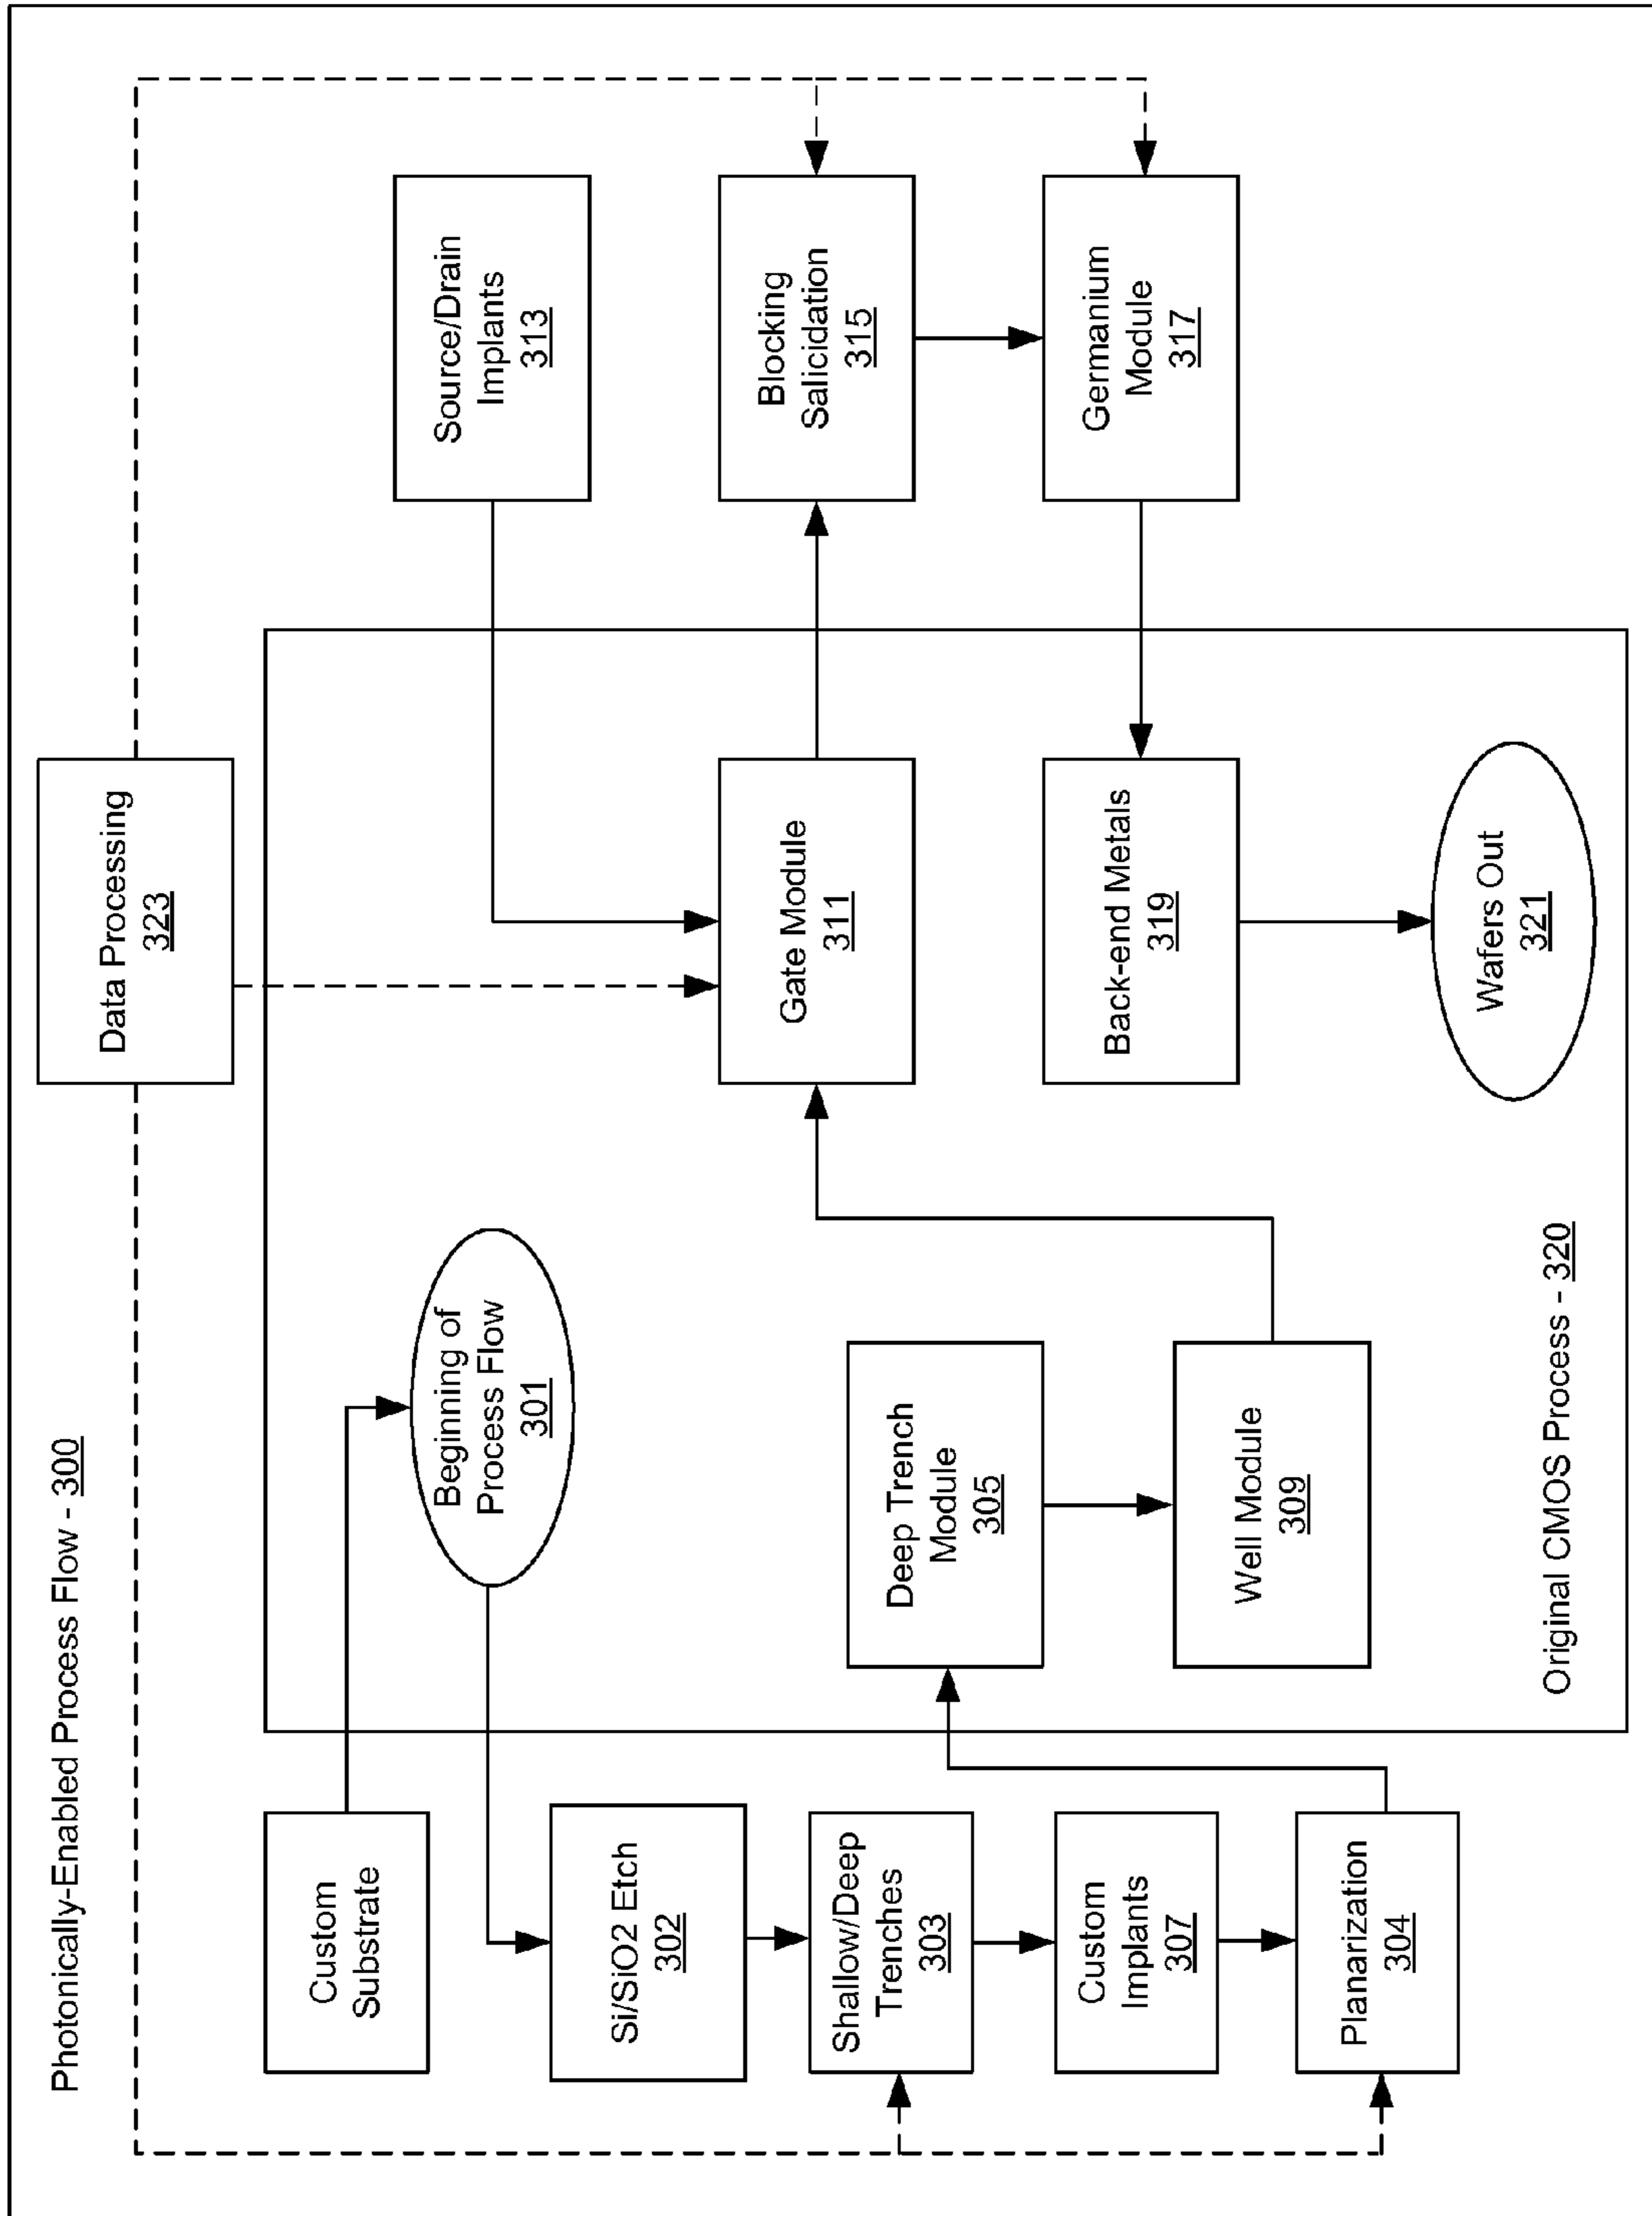 Photonically-Enabled Process Flow - 300
Data Processing
323
Custom
Substrate
Beginning of
Process Flow
301
Source/Drain
Implants
313
Si/SiO2 Etch
302
Shallow/Deep
Trenches
303
Deep Trench
Module
305
Gate Module
311
Blocking
Salicidation
315
Custom
Implants
307
Well Module
309
Back-end Metals
319
Germanium
Module
317
Planarization
304
Original CMOS Process - 320
Wafers Out
321